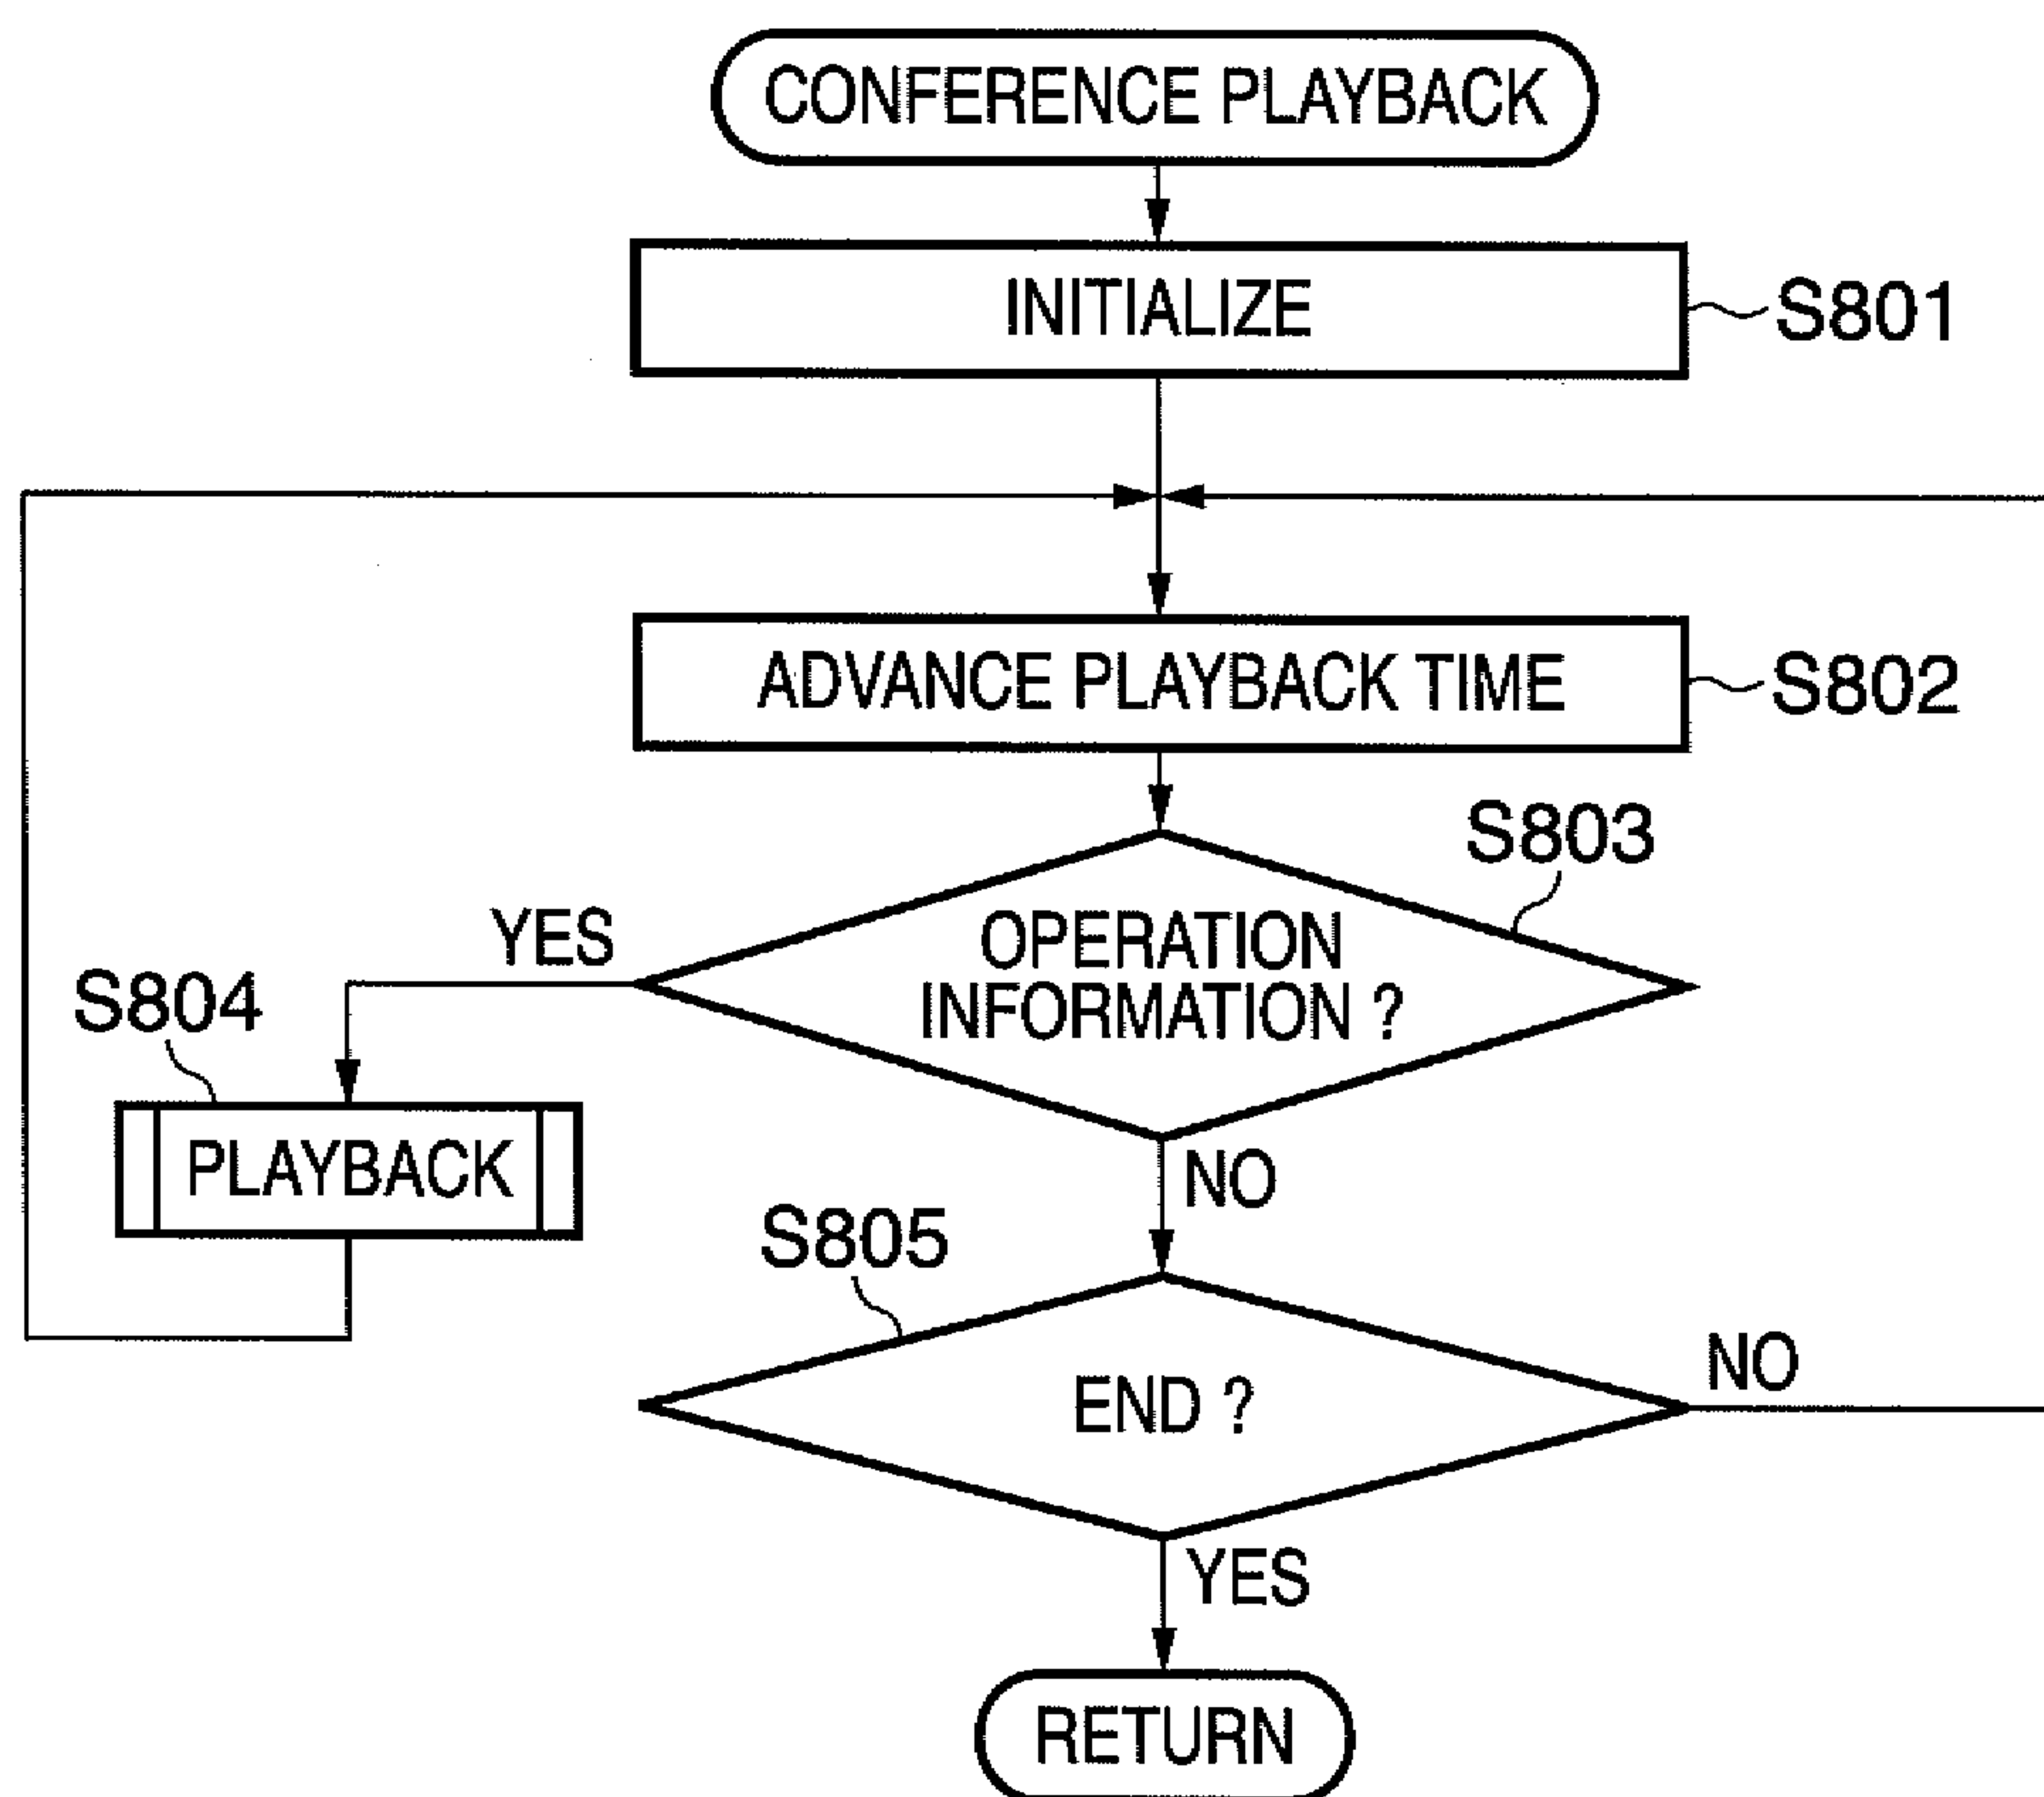 CONFERENCE PLAYBACK
INITIALIZE
S801
ADVANCE PLAYBACK TIME
S802
S803
YES
OPERATION
INFORMATION ?
S804
PLAYBACK
NO
S805
END ?
NO
YES
RETURN